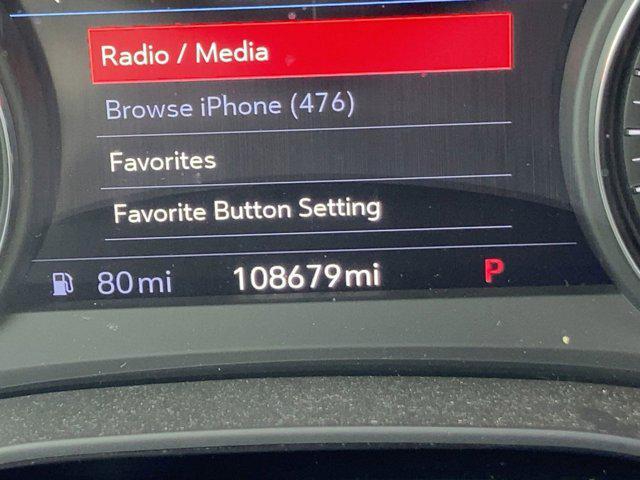 Radio / Media
Browse iPhone (476)
Favorites
Favorite Button Setting
80mi 108679mi P